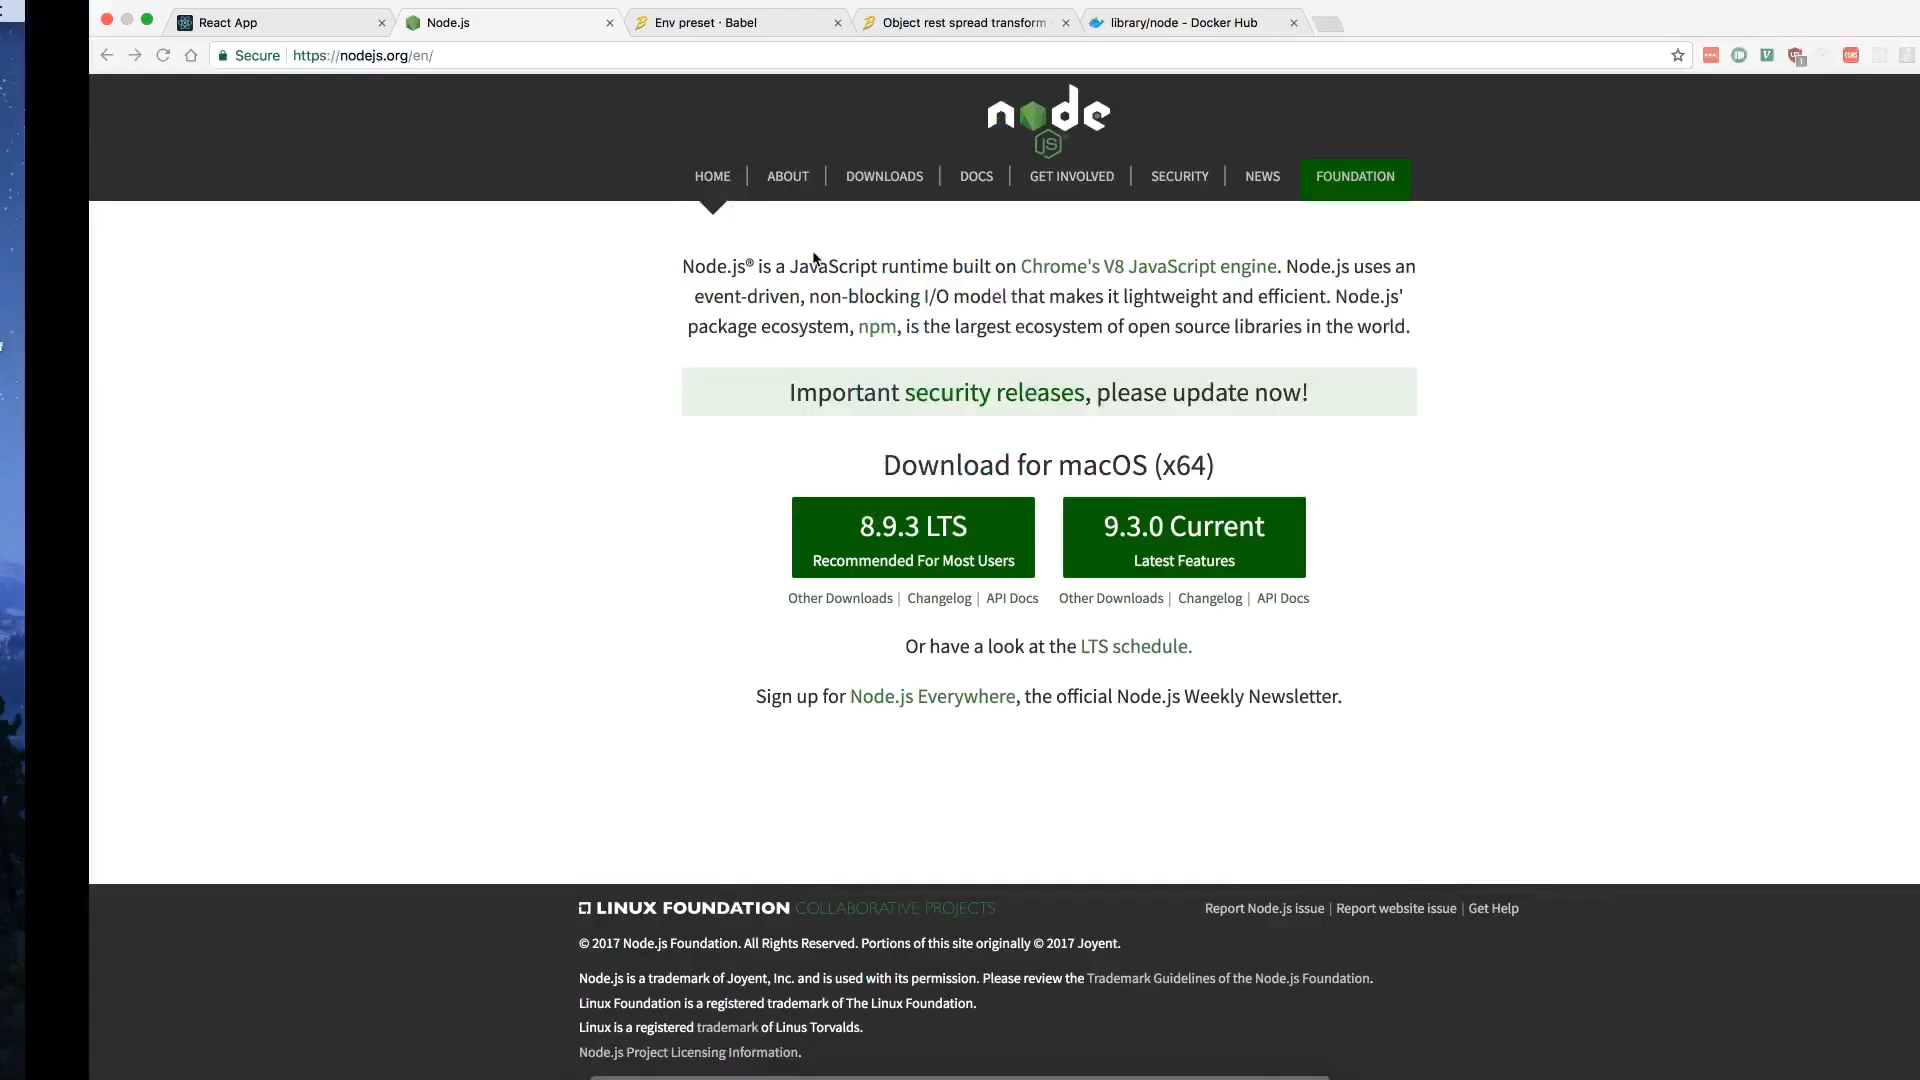 React App
Node.js
Env preset · Babel
Object rest spread transform
library/node - Docker Hub
Secure https://nodejs.org/en/
node
JS
HOME ABOUT DOWNLOADS DOCS GET INVOLVED SECURITY NEWS FOUNDATION
Node.js® is a JavaScript runtime built on Chrome's V8 JavaScript engine. Node.js uses an
event-driven, non-blocking I/O model that makes it lightweight and efficient. Node.js'
package ecosystem, npm, is the largest ecosystem of open source libraries in the world.
Important security releases, please update now!
Download for macOS (x64)
8.9.3 LTS
Recommended For Most Users
9.3.0 Current
Latest Features
Other Downloads | Changelog | API Docs
Other Downloads | Changelog | API Docs
Or have a look at the LTS schedule.
Sign up for Node.js Everywhere, the official Node.js Weekly Newsletter.
LINUX FOUNDATION COLLABORATIVE PROJECTS
Report Node.js issue | Report website issue | Get Help
© 2017 Node.js Foundation. All Rights Reserved. Portions of this site originally © 2017 Joyent.
Node.js is a trademark of Joyent, Inc. and is used with its permission. Please review the Trademark Guidelines of the Node.js Foundation.
Linux Foundation is a registered trademark of The Linux Foundation.
Linux is a registered trademark of Linus Torvalds.
Node.js Project Licensing Information.